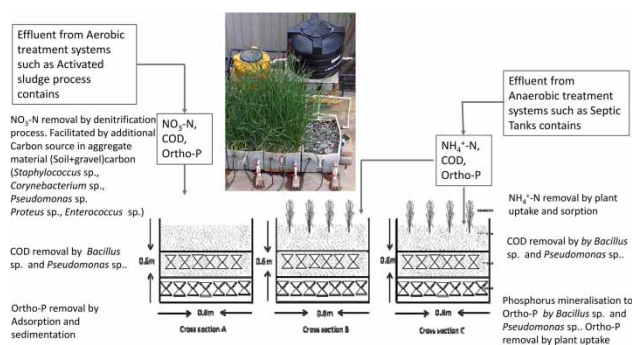 Effluent from Aerobic
treatment systems
such as Activated
sludge process
contains
NO3-N removal by denitrification
process. Facilitated by additional
Carbon source in aggregate
material (Soil+gravel)carbon
(Staphylococcus sp.,
Corynebacterium sp.,
Pseudomonas sp.
Proteus sp., Enterococcus sp.)
NO3-N,
COD,
Ortho-P
COD removal by Bacillus
sp. and Pseudomonas sp..
Ortho-P removal by
Adsorption and
sedimentation
0.6m
0.6m
Cross section A
0.6m
0.6m
Cross section B
0.6m
0.6m
Cross section C
Effluent from
Anaerobic treatment
systems such as Septic
Tanks contains
NH4+-N,
COD,
Ortho-P
NH4+-N removal by plant
uptake and sorption
COD removal by by Bacillus
sp. and Pseudomonas sp..
Phosphorus mineralisation to
Ortho-P by Bacillus sp. and
Pseudomonas sp.. Ortho-P
removal by plant uptake